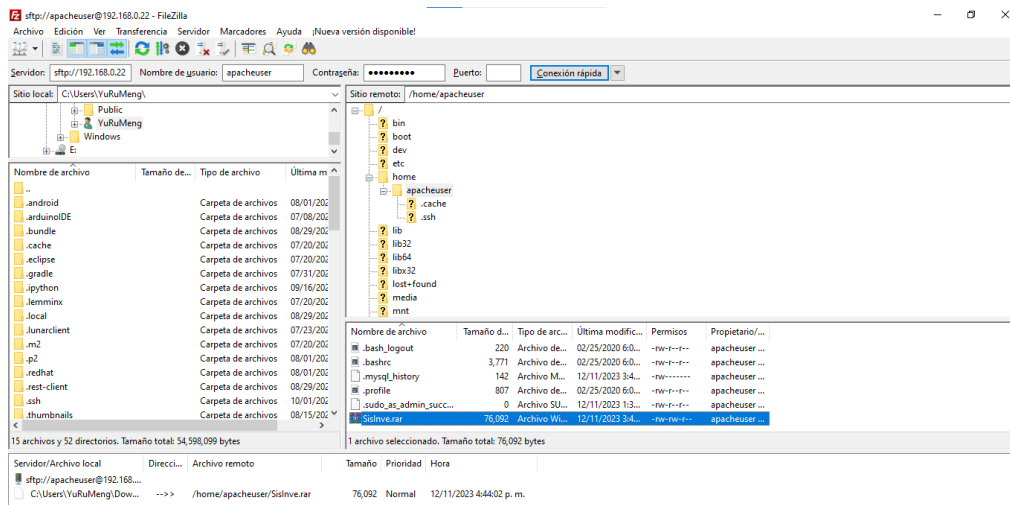 sftp://apacheuser@192.168.0.22 - FileZilla
Archivo Edición Ver Transferencia Servidor Marcadores Ayuda ¡Nueva versión disponible!
Servidor: sftp://192.168.0.22 Nombre de usuario: apacheuser Contraseña: ●●●●●●●●● Puerto: Conexión rápida
Sitio local: C:\Users\YuRuMeng\
Public
YuRuMeng
Windows
E:
Nombre de archivo Tamaño de... Tipo de archivo Última m
..
.android Carpeta de archivos 08/01/202
.arduinoIDE Carpeta de archivos 07/08/202
.bundle Carpeta de archivos 08/29/202
.cache Carpeta de archivos 07/20/202
.eclipse Carpeta de archivos 07/20/202
.gradle Carpeta de archivos 07/31/202
.ipython Carpeta de archivos 09/16/202
.lemminx Carpeta de archivos 07/20/202
.local Carpeta de archivos 08/29/202
.lunarclient Carpeta de archivos 07/23/202
.m2 Carpeta de archivos 07/20/202
.p2 Carpeta de archivos 08/01/202
.redhat Carpeta de archivos 08/01/202
.rest-client Carpeta de archivos 08/29/202
.ssh Carpeta de archivos 10/01/202
.thumbnails Carpeta de archivos 08/15/202
15 archivos y 52 directorios. Tamaño total: 54,598,099 bytes
Sitio remoto: /home/apacheuser
/
bin
boot
dev
etc
home
apacheuser
.cache
.ssh
lib
lib32
lib64
libx32
lost+found
media
mnt
Nombre de archivo Tamaño d... Tipo de arc... Última modific... Permisos Propietario/...
.bash_logout 220 Archivo de... 02/25/2020 6:0... -rw-r--r-- apacheuser ...
.bashrc 3,771 Archivo de... 02/25/2020 6:0... -rw-r--r-- apacheuser ...
.mysql_history 142 Archivo M... 12/11/2023 3:4... -rw------- apacheuser ...
.profile 807 Archivo de... 02/25/2020 6:0... -rw-r--r-- apacheuser ...
.sudo_as_admin_succ... 0 Archivo SU... 12/11/2023 1:3... -rw-r--r-- apacheuser ...
SisInve.rar 76,092 Archivo Wi... 12/11/2023 3:4... -rw-rw-r-- apacheuser ...
1 archivo seleccionado. Tamaño total: 76,092 bytes
Servidor/Archivo local Direcci... Archivo remoto Tamaño Prioridad Hora
sftp://apacheuser@192.168....
C:\Users\YuRuMeng\Dow... -->> /home/apacheuser/SisInve.rar 76,092 Normal 12/11/2023 4:44:02 p. m.